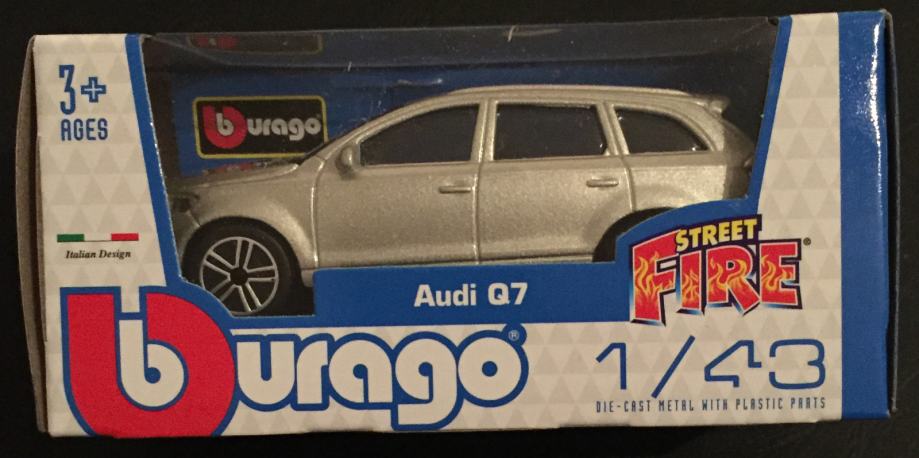 3+
AGES
burago
Italian Design
Audi Q7
STREET
FIRE®
burago®
1/43
DIE-CAST METAL WITH PLASTIC PARTS